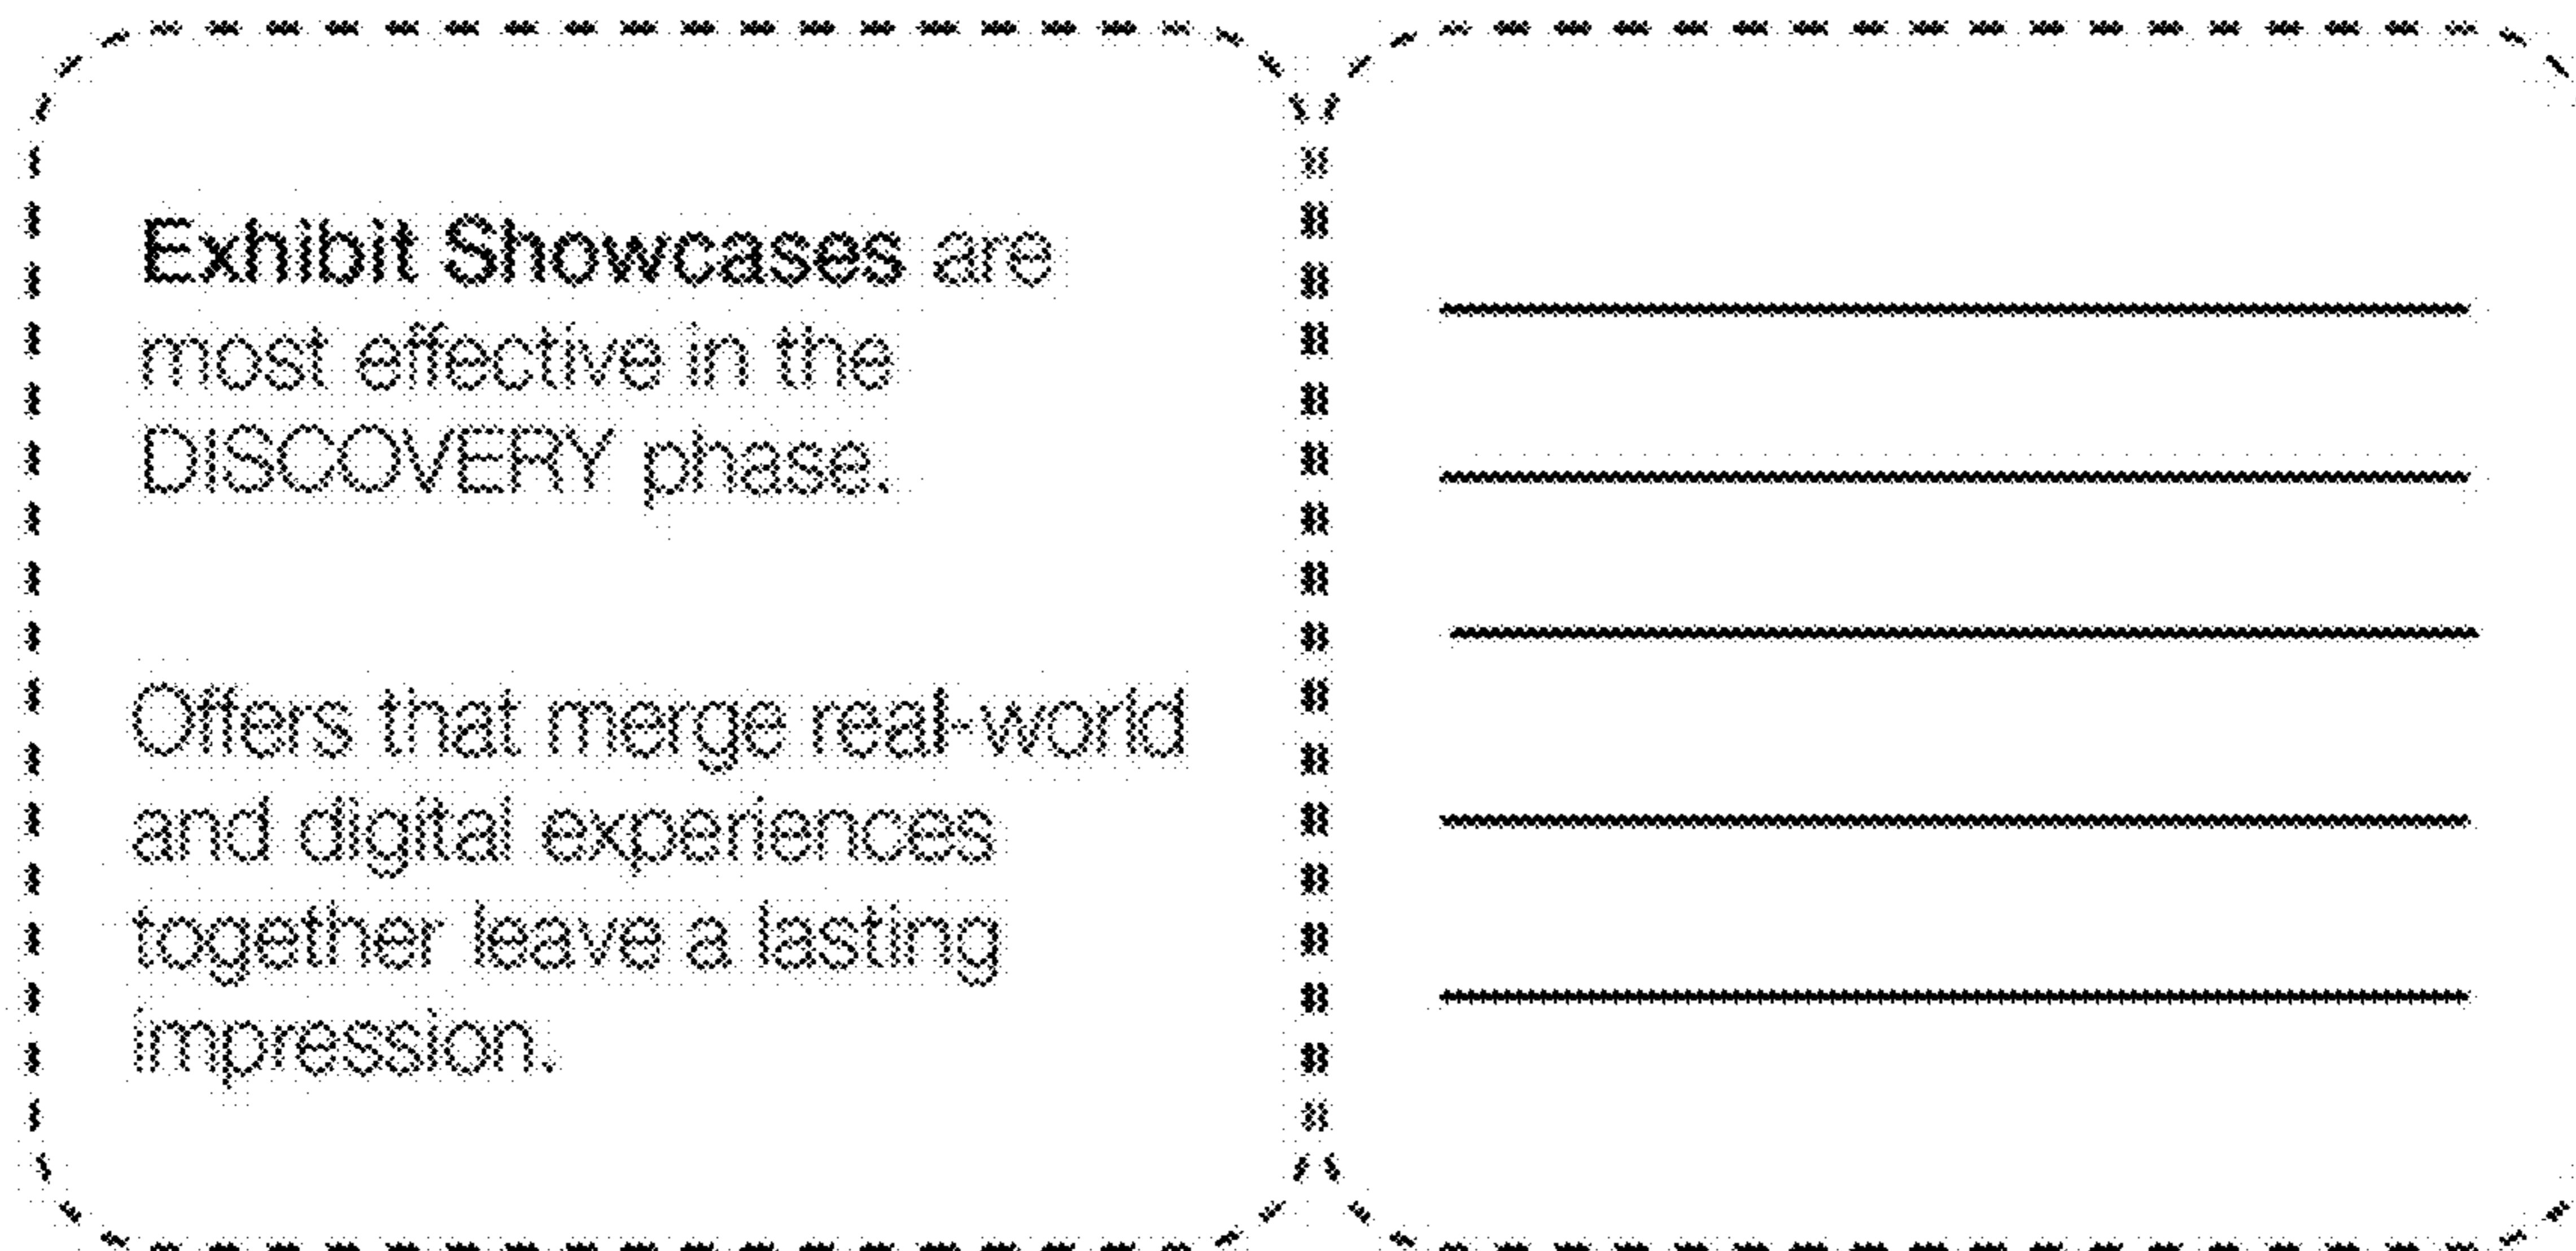 Exhibit Showcases are
most effective in the
DISCOVERY phase.
Offers that merge real-world
and digital experiences
together leave a lasting
impression.